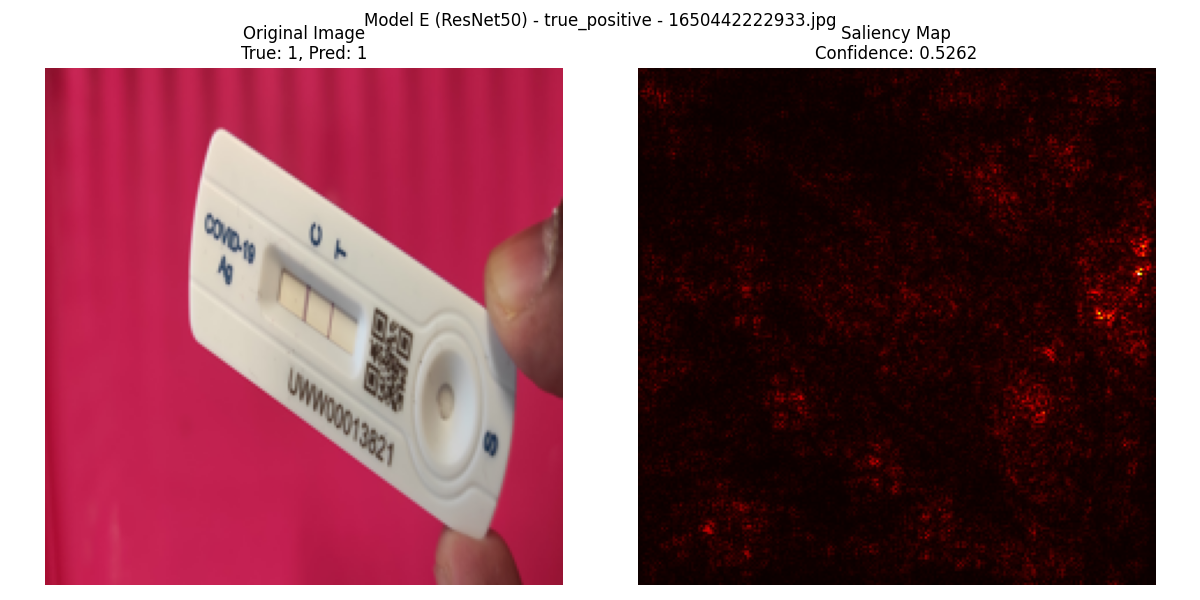 Model E (ResNet50) - true_positive - 1650442222933.jpg
Original Image
True: 1, Pred: 1
Saliency Map
Confidence: 0.5262
COVID-19
Ag
C T
UWW00013821
S